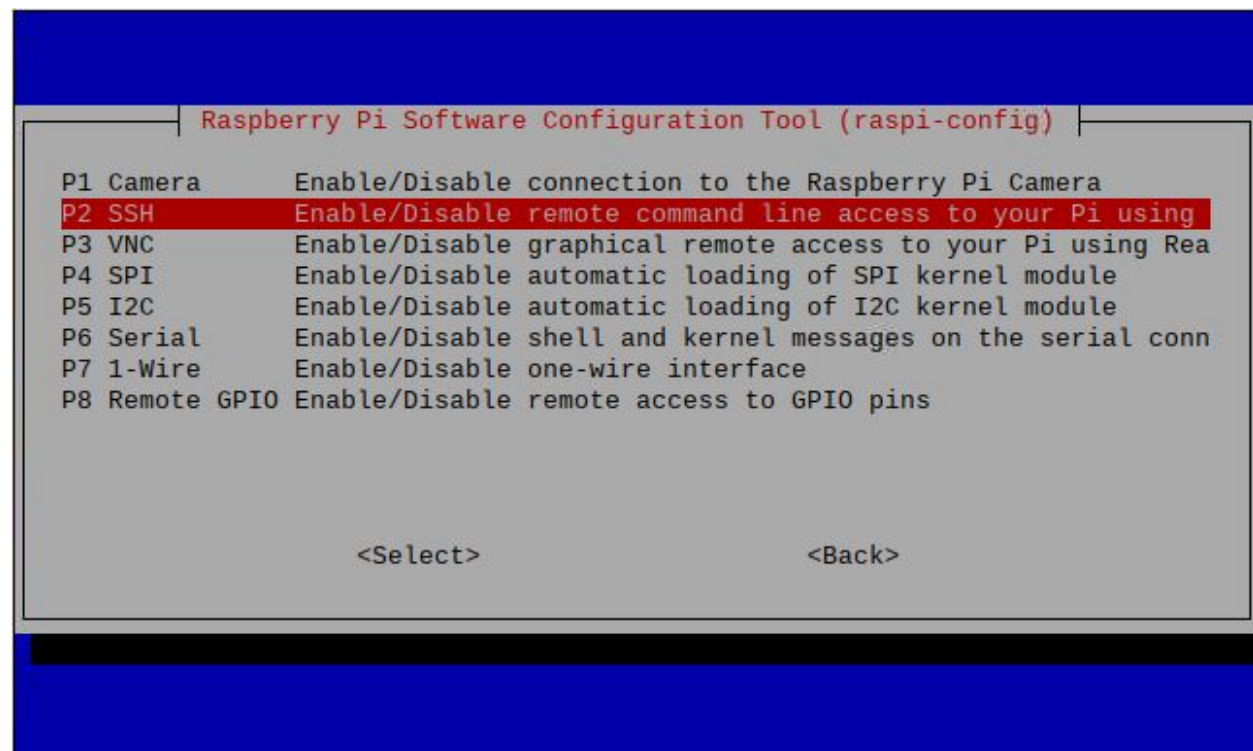 Raspberry Pi Software Configuration Tool (raspi-config)
P1 Camera Enable/Disable connection to the Raspberry Pi Camera
P2 SSH Enable/Disable remote command line access to your Pi using
P3 VNC Enable/Disable graphical remote access to your Pi using Rea
P4 SPI Enable/Disable automatic loading of SPI kernel module
P5 I2C Enable/Disable automatic loading of I2C kernel module
P6 Serial Enable/Disable shell and kernel messages on the serial conn
P7 1-Wire Enable/Disable one-wire interface
P8 Remote GPIO Enable/Disable remote access to GPIO pins
<Select> <Back>